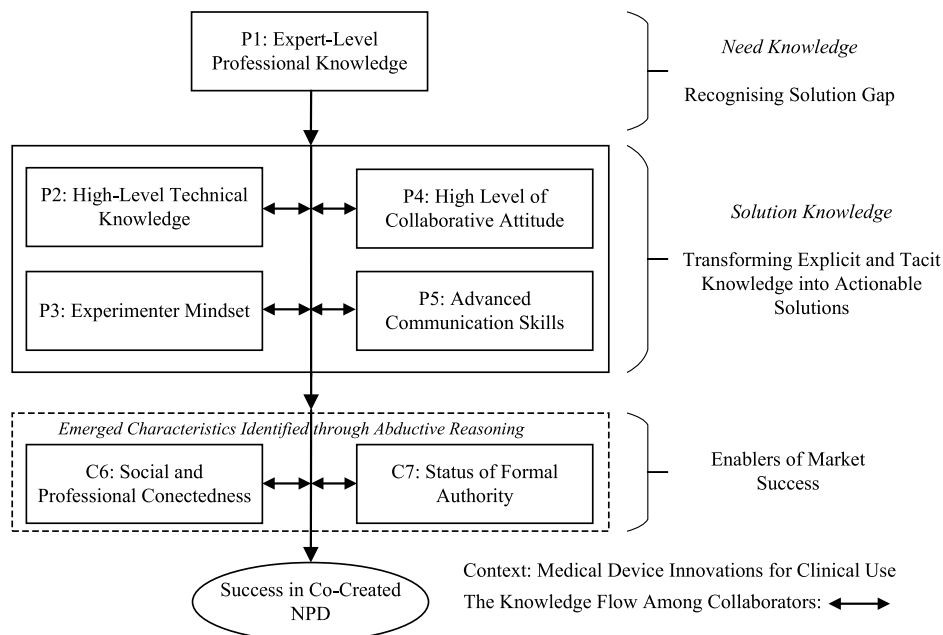 P1: Expert-Level
Professional Knowledge
Need Knowledge
Recognising Solution Gap
P2: High-Level Technical
Knowledge
P4: High Level of
Collaborative Attitude
P3: Experimenter Mindset
P5: Advanced
Communication Skills
Solution Knowledge
Transforming Explicit and Tacit
Knowledge into Actionable
Solutions
Emerged Characteristics Identified through Abductive Reasoning
C6: Social and
Professional Conectedness
C7: Status of Formal
Authority
Enablers of Market
Success
Success in Co-Created
NPD
Context: Medical Device Innovations for Clinical Use
The Knowledge Flow Among Collaborators: